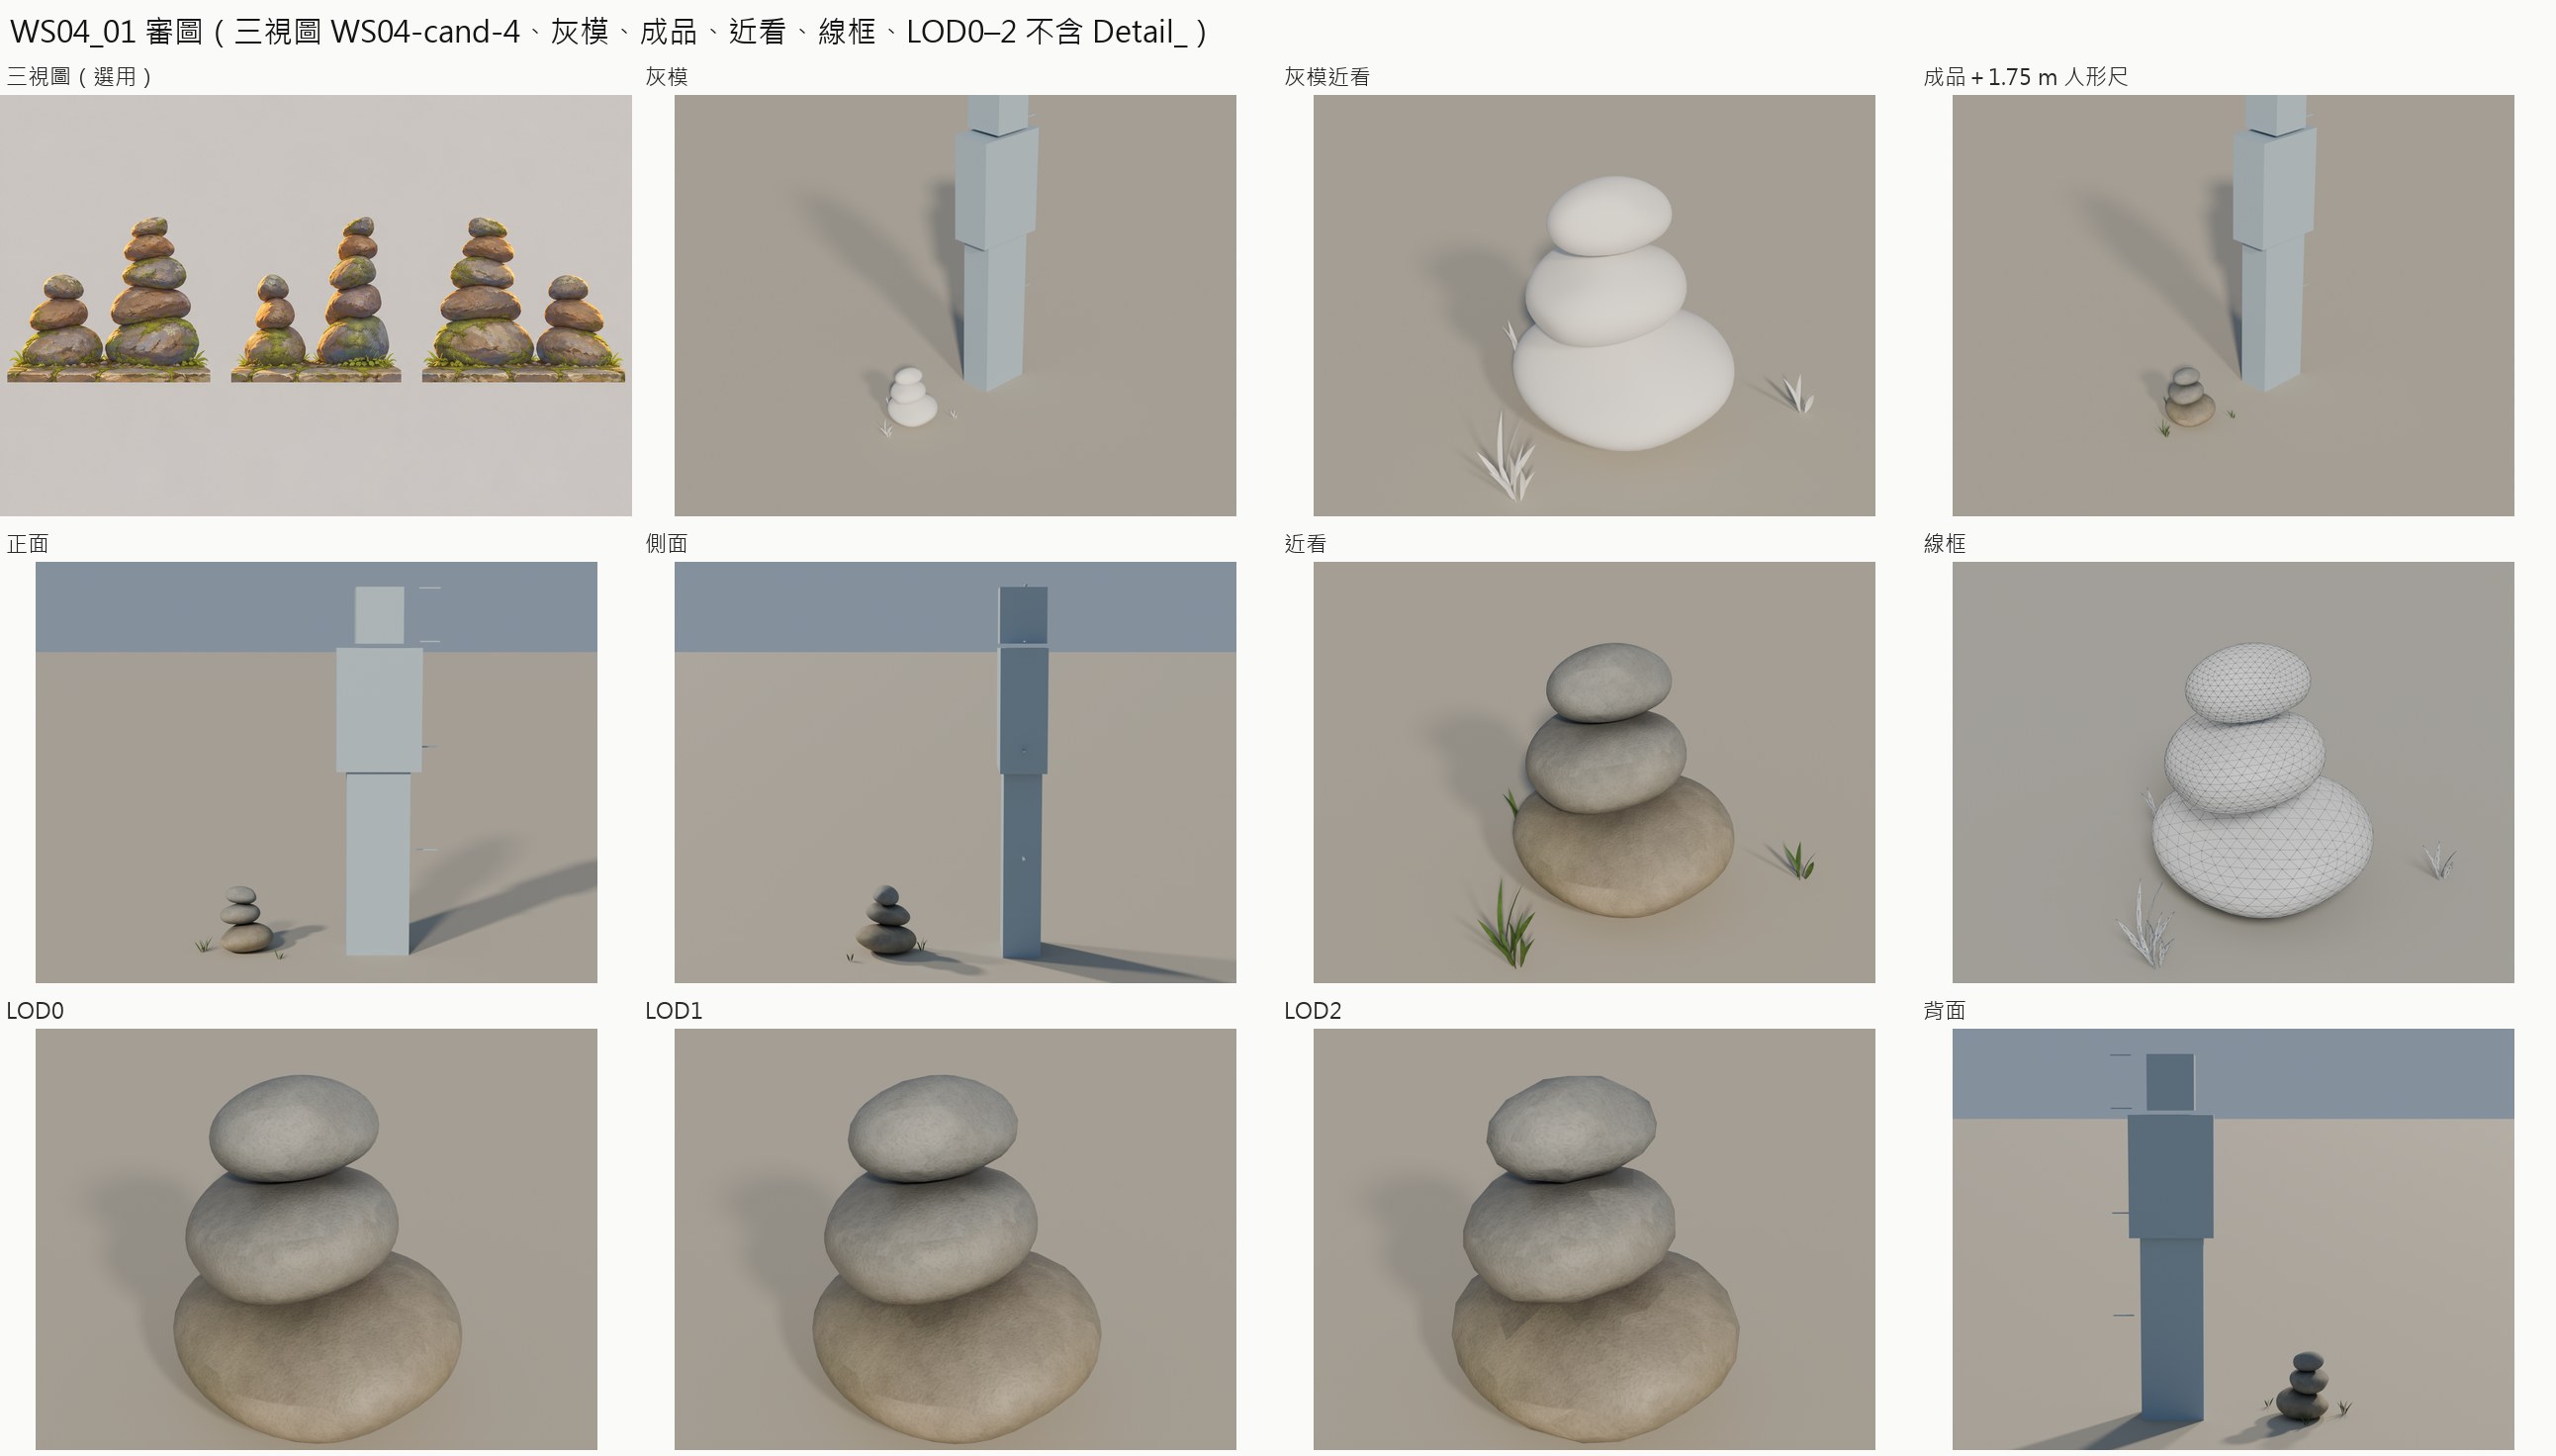 WS04_01 審圖（三視圖 WS04-cand-4、灰模、成品、近看、線框、LOD0–2 不含 Detail_）
三視圖（選用）
灰模
灰模近看
成品 + 1.75 m 人形尺
正面
側面
近看
線框
LOD0
LOD1
LOD2
背面